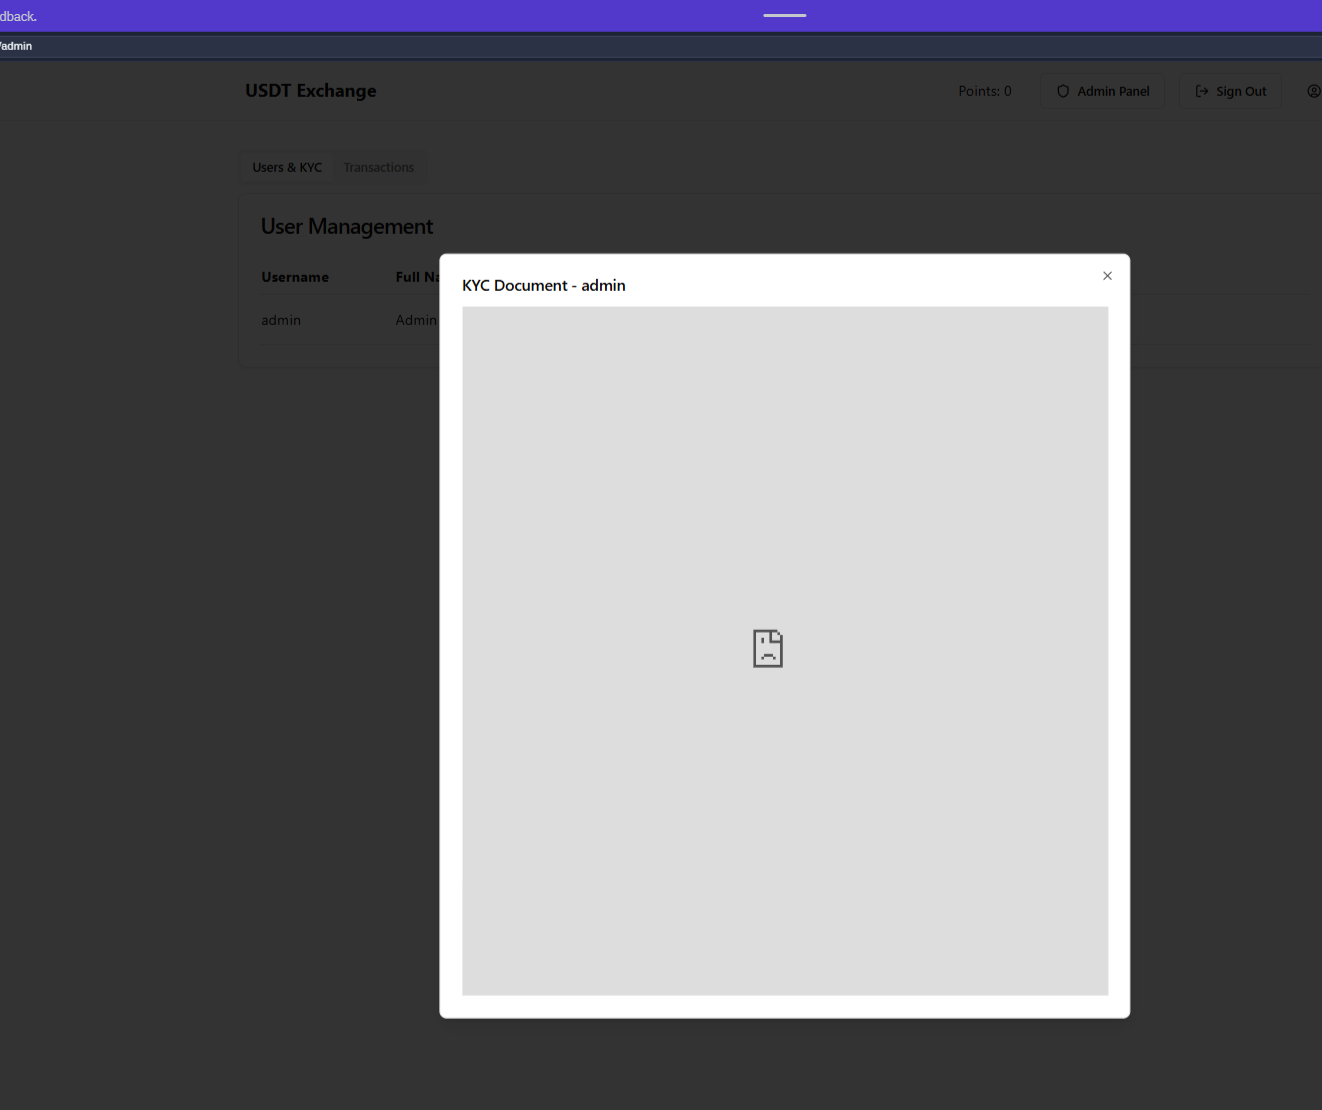 dback.
/admin
USDT Exchange
Points: 0
Admin Panel
Sign Out
Users & KYC
Transactions
User Management
Username
Full Na
admin
Admin
KYC Document - admin